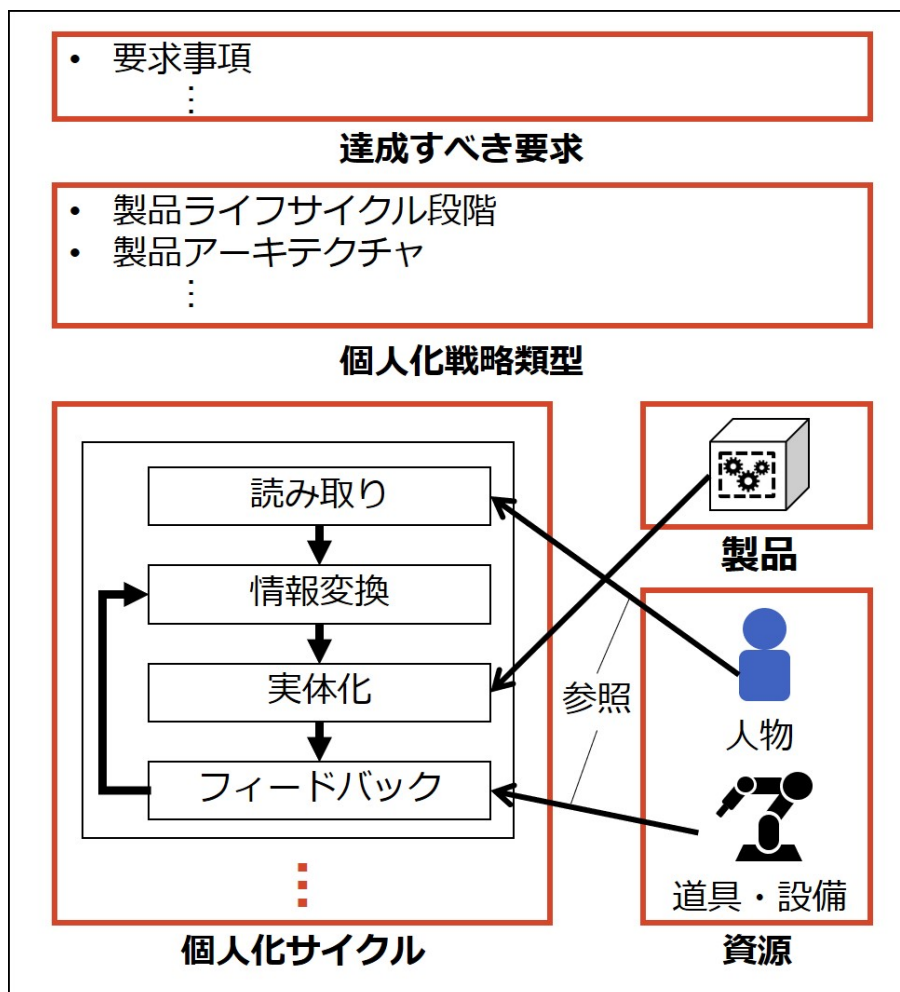 • 要求事項
⋮
達成すべき要求
• 製品ライフサイクル段階
• 製品アーキテクチャ
⋮
個人化戦略類型
読み取り
情報変換
実体化
フィードバック
⋮
個人化サイクル
製品
参照
人物
道具・設備
資源